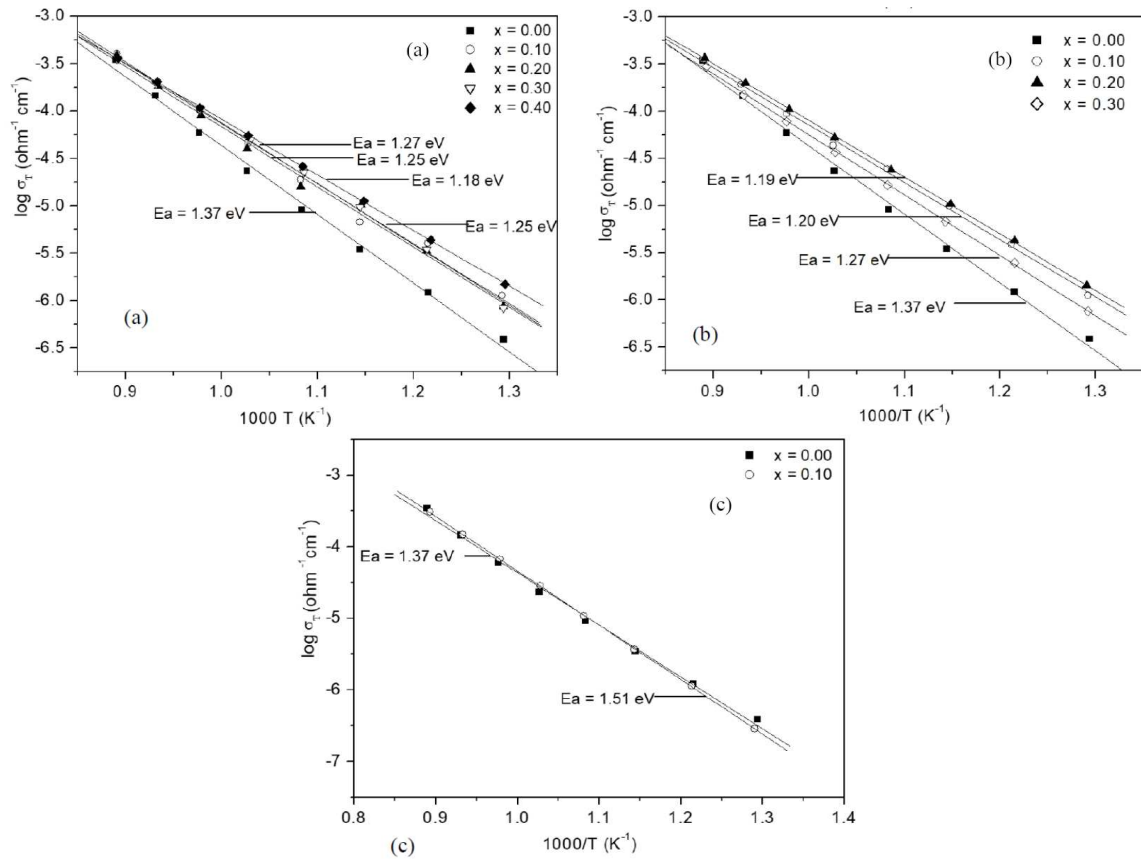 (a)
x = 0.00
x = 0.10
x = 0.20
x = 0.30
x = 0.40
-3.0
-3.5
-4.0
-4.5
-5.0
-5.5
-6.0
-6.5
log σT (ohm-1 cm-1)
Ea = 1.27 eV
Ea = 1.25 eV
Ea = 1.18 eV
Ea = 1.37 eV
Ea = 1.25 eV
(a)
0.9 1.0 1.1 1.2 1.3
1000 T (K-1)
(b)
x = 0.00
x = 0.10
x = 0.20
x = 0.30
-3.0
-3.5
-4.0
-4.5
-5.0
-5.5
-6.0
-6.5
log σT (ohm-1 cm-1)
Ea = 1.19 eV
Ea = 1.20 eV
Ea = 1.27 eV
Ea = 1.37 eV
(b)
0.9 1.0 1.1 1.2 1.3
1000/T (K-1)
x = 0.00
x = 0.10
(c)
-3
-4
-5
-6
-7
log σT (ohm-1cm-1)
Ea = 1.37 eV
Ea = 1.51 eV
0.8 0.9 1.0 1.1 1.2 1.3 1.4
1000/T (K-1)
(c)